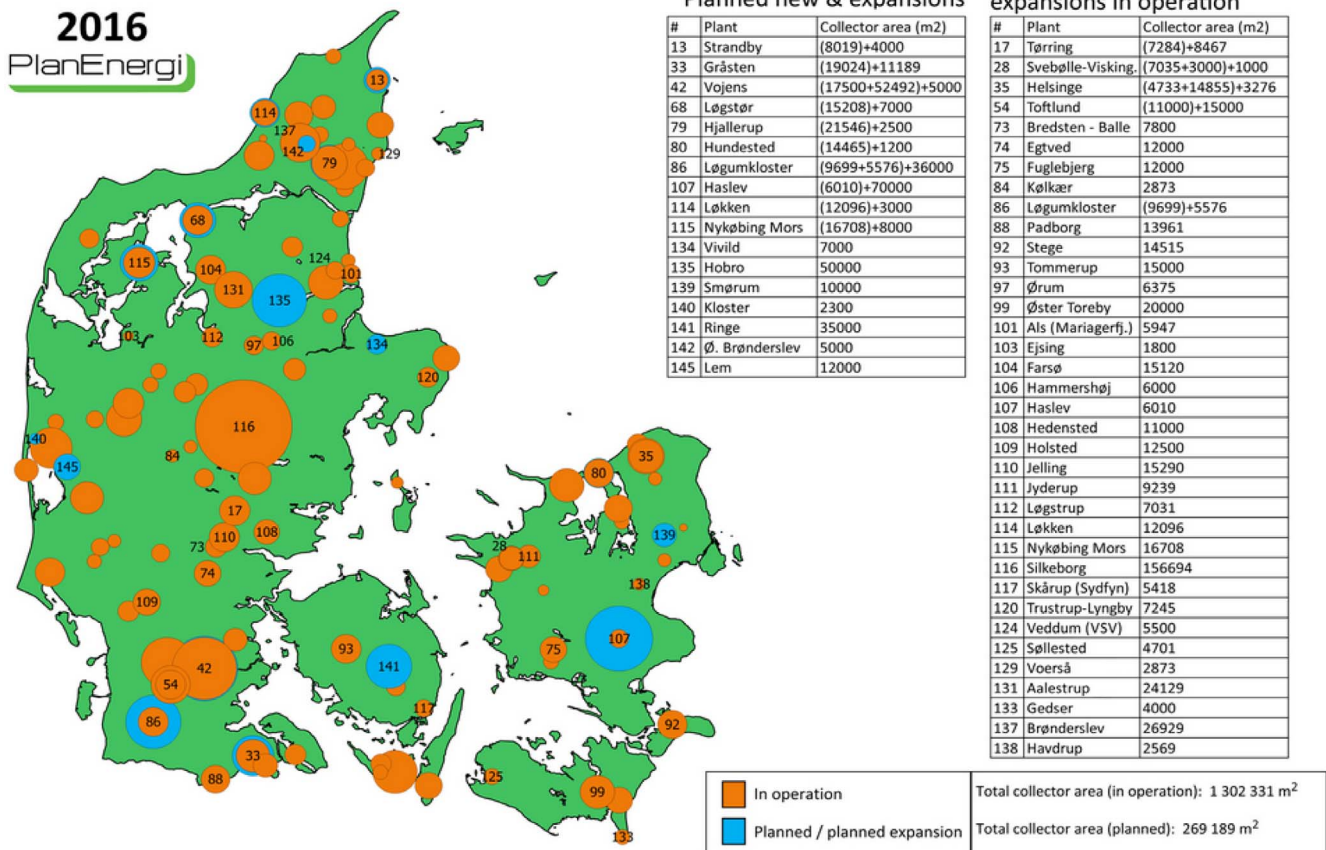 2016
PlanEnergi
Planned new & expansions
# Plant Collector area (m2)
13 Strandby (8019)+4000
33 Gråsten (19024)+11189
42 Vojens (17500+52492)+5000
68 Løgstør (15208)+7000
79 Hjallerup (21546)+2500
80 Hundested (14465)+1200
86 Løgumkloster (9699+5576)+36000
107 Haslev (6010)+70000
114 Løkken (12096)+3000
115 Nykøbing Mors (16708)+8000
134 Vivild 7000
135 Hobro 50000
139 Smørum 10000
140 Kloster 2300
141 Ringe 35000
142 Ø. Brønderslev 5000
145 Lem 12000
expansions in operation
# Plant Collector area (m2)
17 Tørring (7284)+8467
28 Svebølle-Visking. (7035+3000)+1000
35 Helsinge (4733+14855)+3276
54 Toftlund (11000)+15000
73 Bredsten - Balle 7800
74 Egtved 12000
75 Fuglebjerg 12000
84 Kølkær 2873
86 Løgumkloster (9699)+5576
88 Padborg 13961
92 Stege 14515
93 Tommerup 15000
97 Ørum 6375
99 Øster Toreby 20000
101 Als (Mariagerfj.) 5947
103 Ejsing 1800
104 Farsø 15120
106 Hammershøj 6000
107 Haslev 6010
108 Hedensted 11000
109 Holsted 12500
110 Jelling 15290
111 Jyderup 9239
112 Løgstrup 7031
114 Løkken 12096
115 Nykøbing Mors 16708
116 Silkeborg 156694
117 Skårup (Sydfyn) 5418
120 Trustrup-Lyngby 7245
124 Veddum (VSV) 5500
125 Søllested 4701
129 Voerså 2873
131 Aalestrup 24129
133 Gedser 4000
137 Brønderslev 26929
138 Havdrup 2569
13
114
137
142
129
79
68
115
104
124
101
131
135
103
112
97
106
134
120
116
140
145
84
35
80
17
110
108
73
139
28
111
74
138
109
107
93
75
42
141
54
86
117
92
33
88
125
99
133
In operation
Planned / planned expansion
Total collector area (in operation): 1 302 331 m²
Total collector area (planned): 269 189 m²